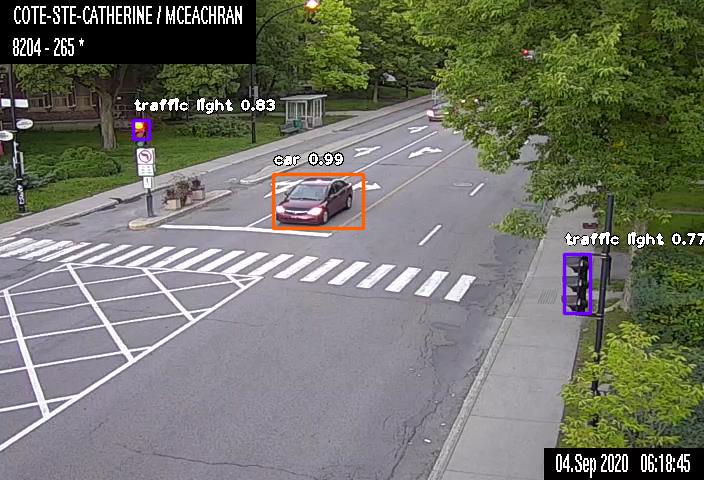 COTE-STE-CATHERINE / MCEACHRAN
8204 - 265 *
traffic light 0.83
car 0.99
traffic light 0.77
04.Sep 2020 06:18:45